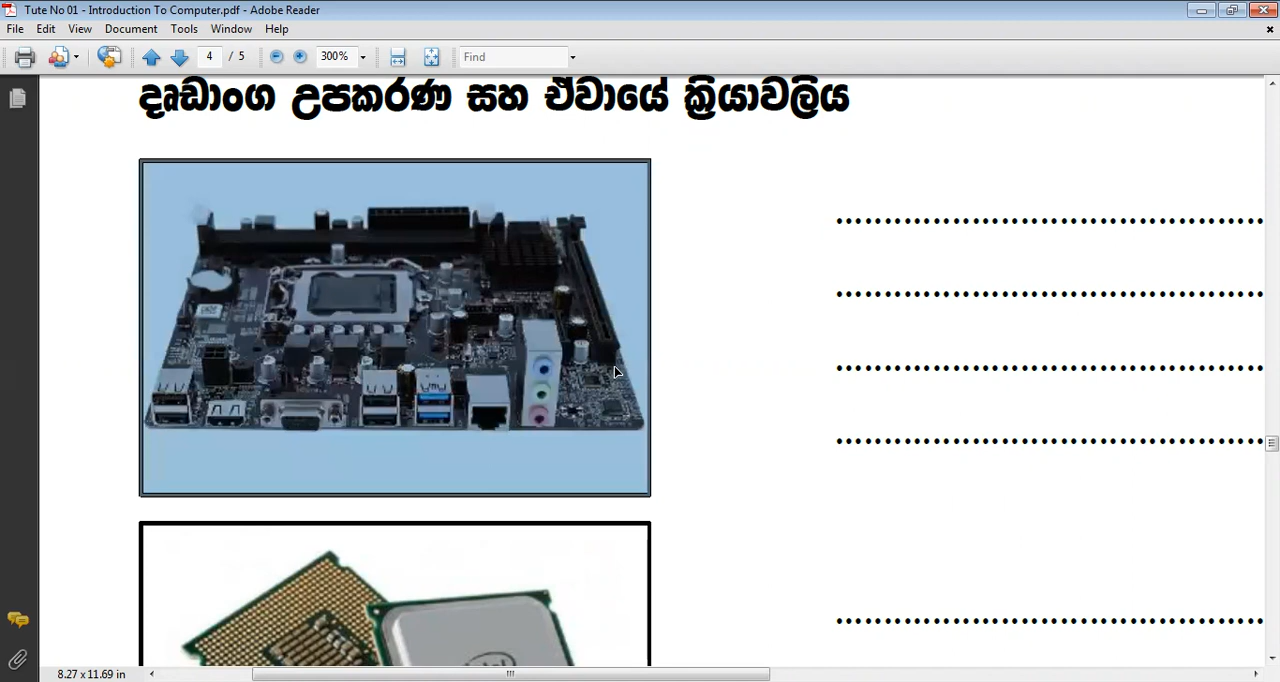 Tute No 01 - Introduction To Computer.pdf - Adobe Reader
File Edit View Document Tools Window Help
4 / 5 300% Find
දෘඩාංග උපකරණ සහ ඒවායේ ක්‍රියාවලිය
8.27 x 11.69 in